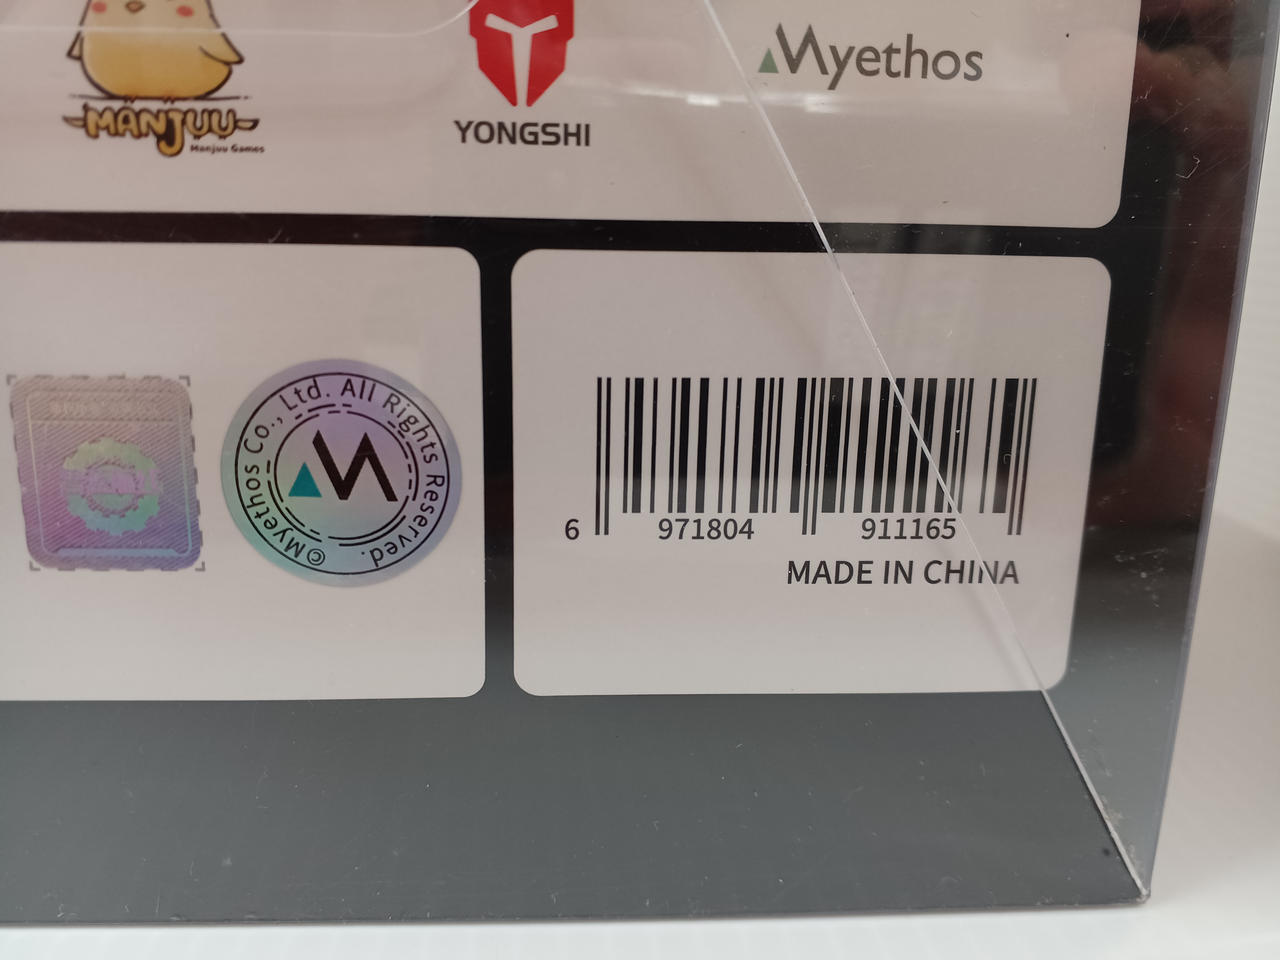 MANJUU
Manjuu Games
YONGSHI
Myethos
©Myethos Co., Ltd. All Rights Reserved.
6 971804 911165
MADE IN CHINA